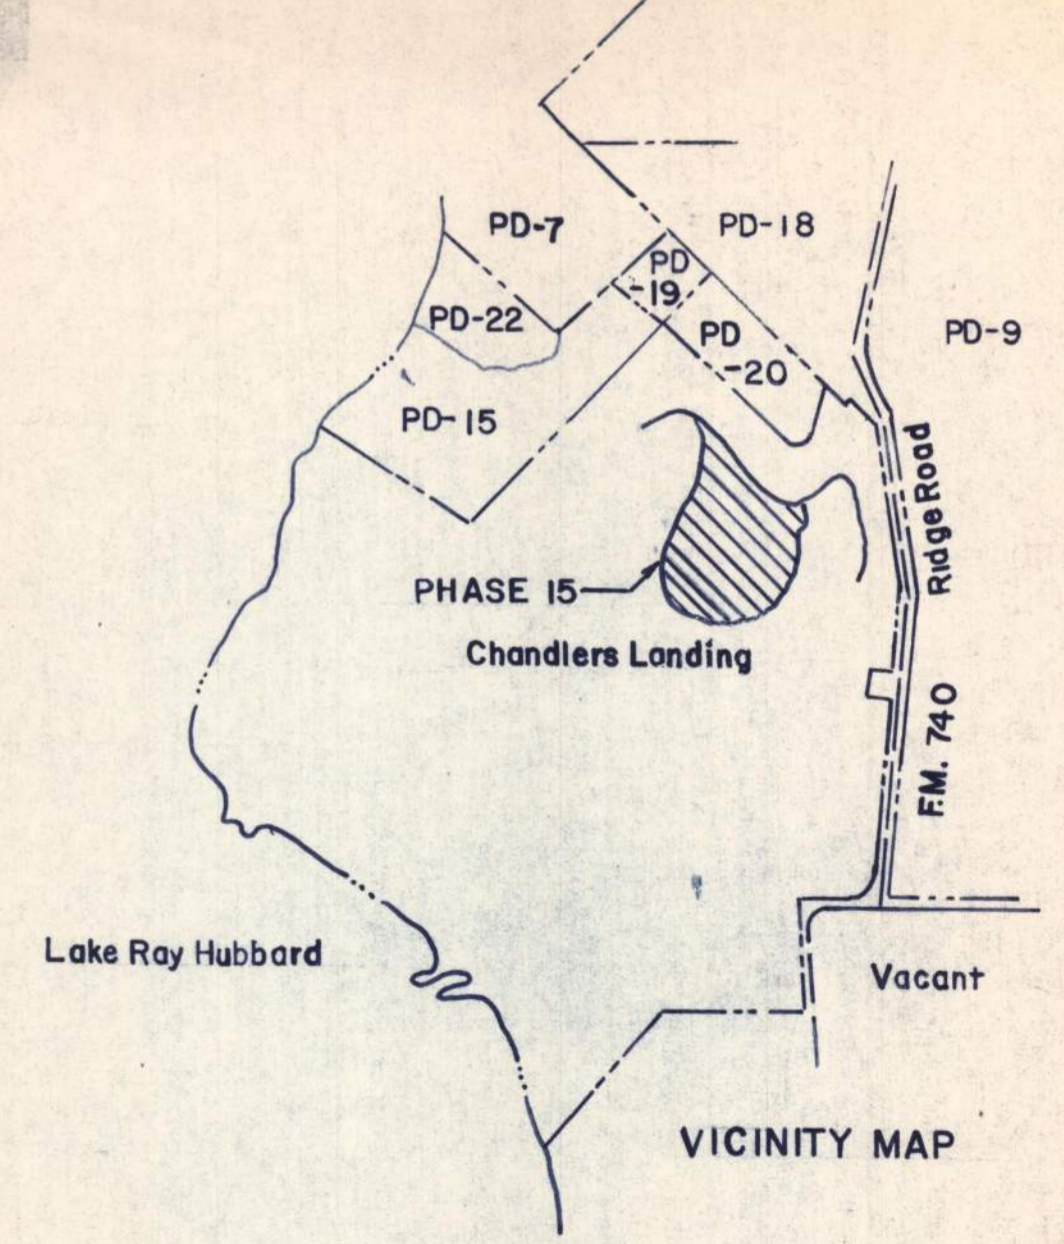 PD-7
PD-18
PD
-19
PD-22
PD
-20
PD-9
PD-15
Ridge Road
PHASE 15
Chandlers Landing
F.M. 740
Lake Ray Hubbard
Vacant
VICINITY MAP